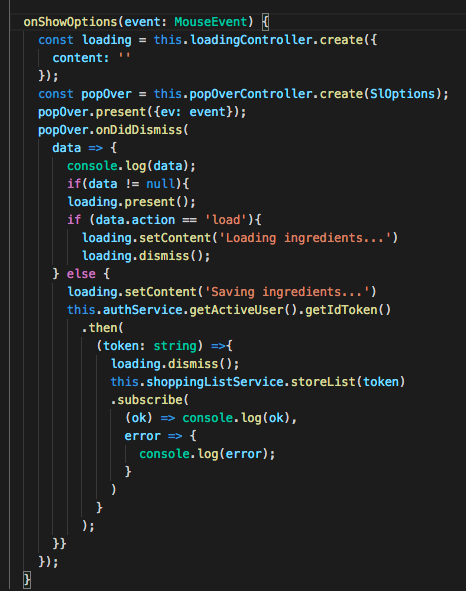 onShowOptions(event: MouseEvent) {
const loading = this.loadingController.create({
content: ''
});
const popOver = this.popOverController.create(SlOptions);
popOver.present({ev: event});
popOver.onDidDismiss(
data => {
console.log(data);
if(data != null){
loading.present();
if (data.action == 'load'){
loading.setContent('Loading ingredients...')
loading.dismiss();
} else {
loading.setContent('Saving ingredients...')
this.authService.getActiveUser().getIdToken()
.then(
(token: string) =>{
loading.dismiss();
this.shoppingListService.storeList(token)
.subscribe(
(ok) => console.log(ok),
error => {
console.log(error);
}
)
}
);
}}
});
}